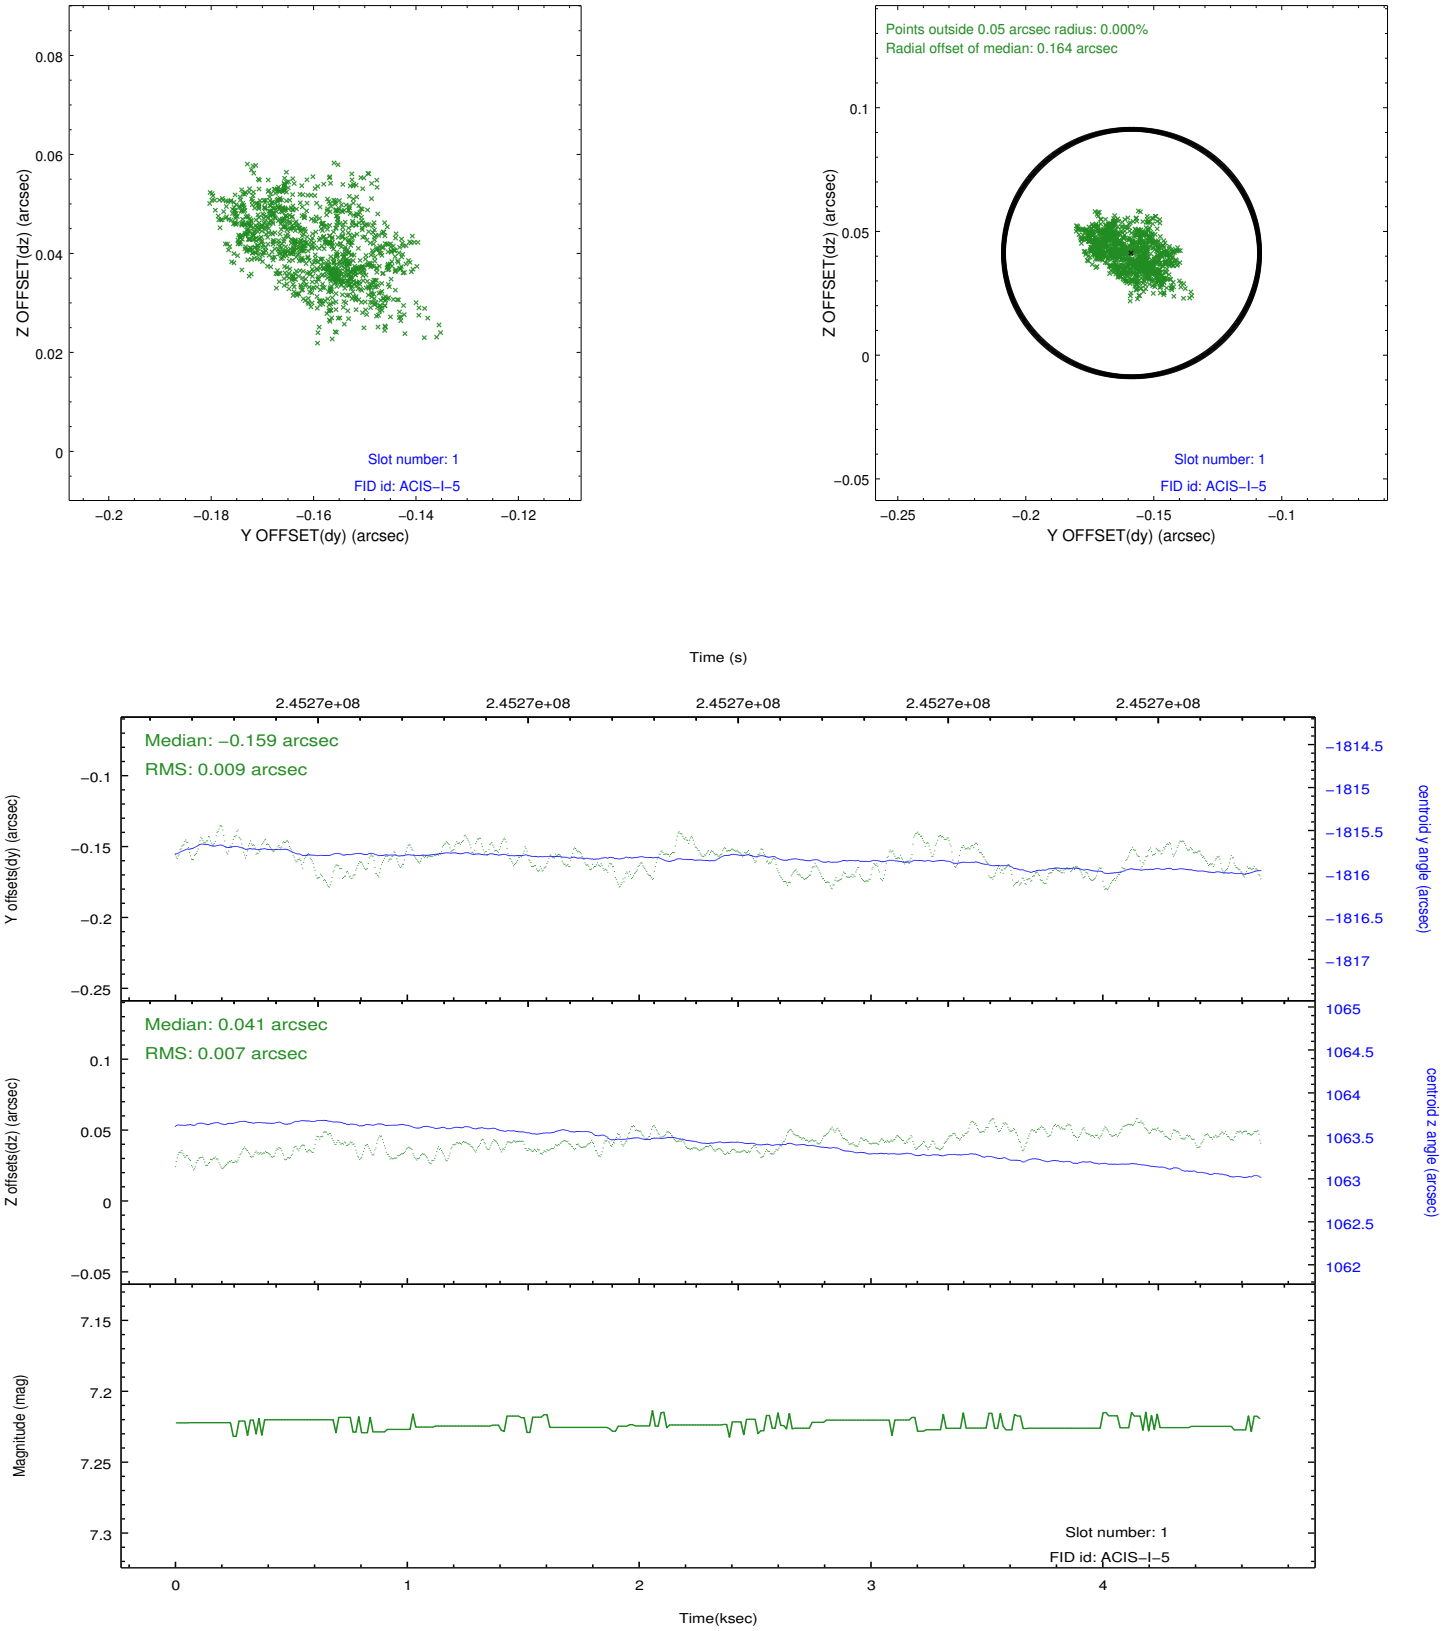 0.08
0.06
0.04
0.02
0
Z OFFSET(dz) (arcsec)
Slot number: 1
FID id: ACIS−I−5
−0.2
−0.18
−0.16
−0.14
−0.12
Y OFFSET(dy) (arcsec)
Points outside 0.05 arcsec radius: 0.000%
Radial offset of median: 0.164 arcsec
0.1
0.05
0
−0.05
Z OFFSET(dz) (arcsec)
Slot number: 1
FID id: ACIS−I−5
−0.25
−0.2
−0.15
−0.1
Y OFFSET(dy) (arcsec)
Time (s)
2.4527e+08
2.4527e+08
2.4527e+08
2.4527e+08
2.4527e+08
Median: −0.159 arcsec
RMS: 0.009 arcsec
−0.1
−0.15
−0.2
−0.25
Y offsets(dy) (arcsec)
−1814.5
−1815
−1815.5
−1816
−1816.5
−1817
centroid y angle (arcsec)
Median: 0.041 arcsec
RMS: 0.007 arcsec
0.1
0.05
0
−0.05
Z offsets(dz) (arcsec)
1065
1064.5
1064
1063.5
1063
1062.5
1062
centroid z angle (arcsec)
7.15
7.2
7.25
7.3
Magnitude (mag)
Slot number: 1
FID id: ACIS−I−5
0
1
2
3
4
Time(ksec)